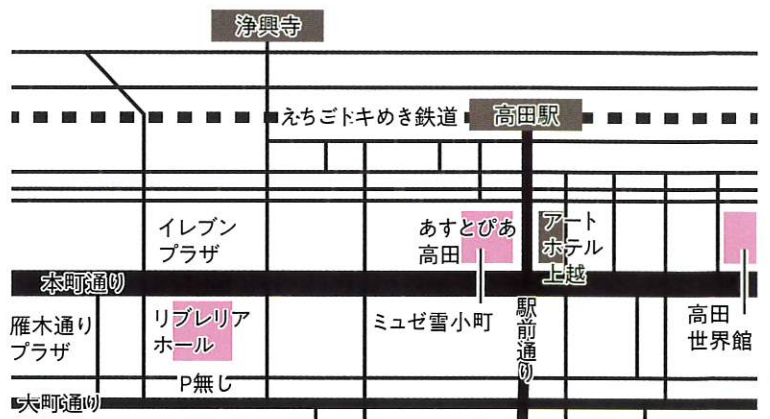 浄興寺
えちごトキめき鉄道
高田駅
イレブン
プラザ
あすとぴあ
高田
アート
ホテル
上越
本町通り
雁木通り
プラザ
リブレリア
ホール
ミュゼ雪小町
駅前通り
高田
世界館
P無し
大町通り